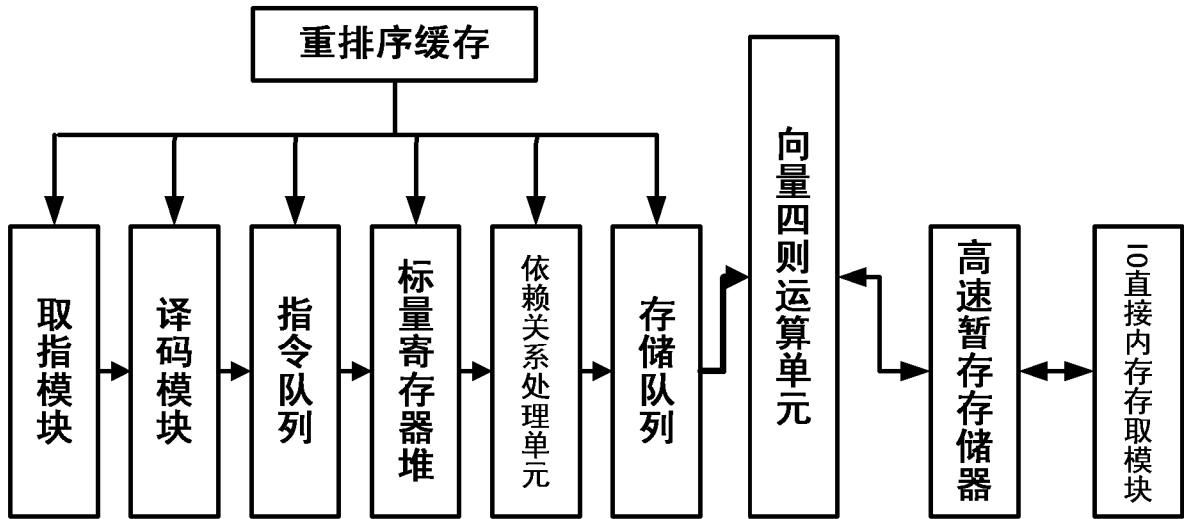 重排序缓存
取指模块
译码模块
指令队列
标量寄存器堆
依赖关系处理单元
存储队列
向量四则运算单元
高速暂存存储器
IO直接内存存取模块